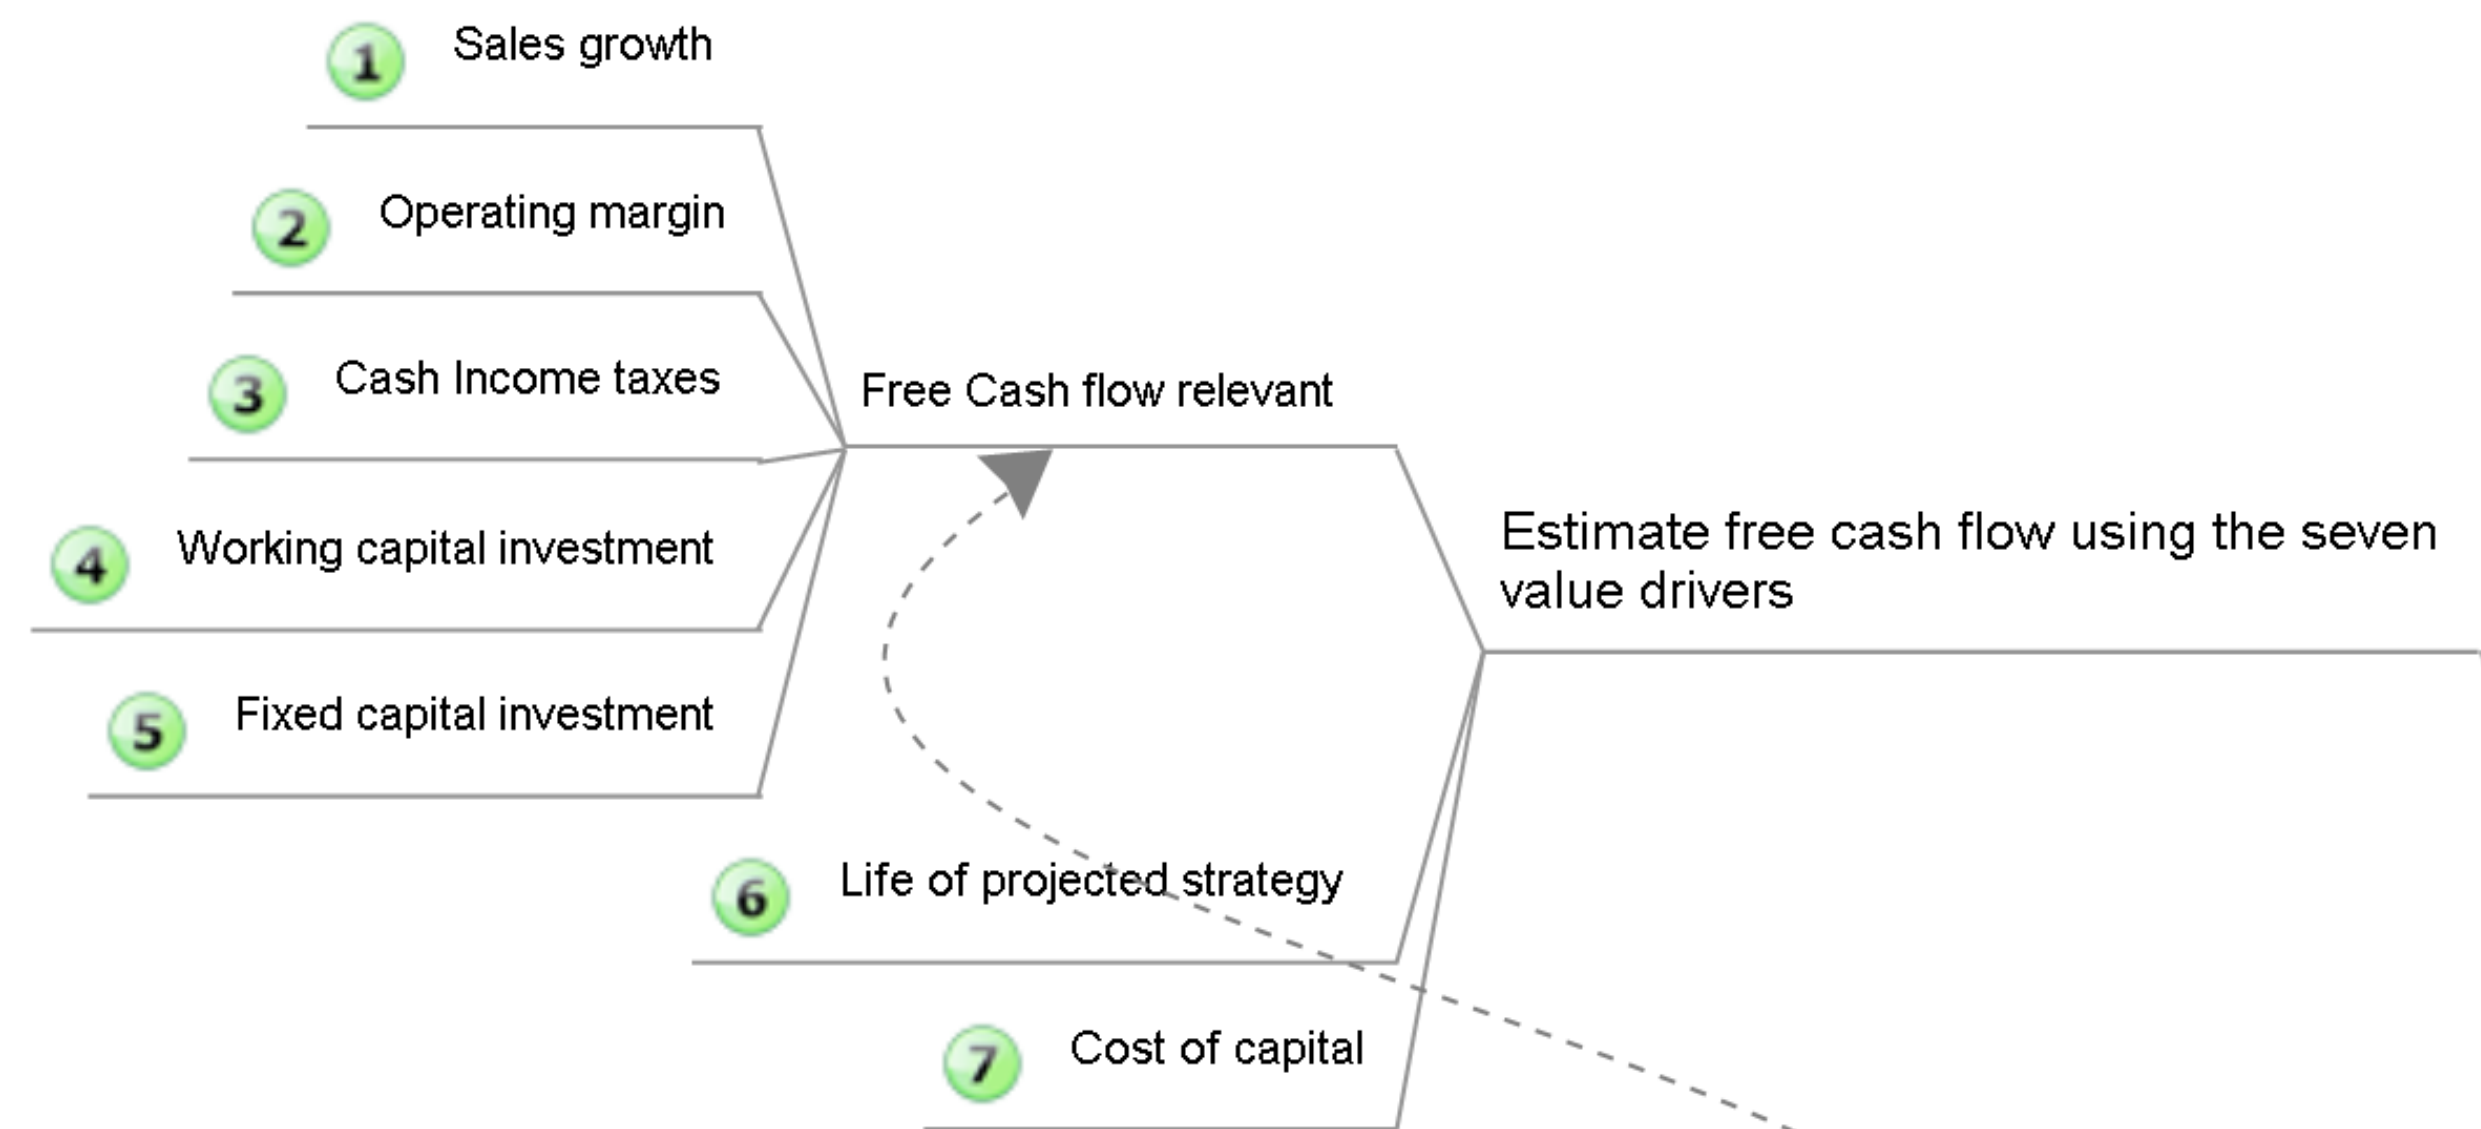 1 Sales growth
2 Operating margin
3 Cash Income taxes
Free Cash flow relevant
4 Working capital investment
Estimate free cash flow using the seven
value drivers
5 Fixed capital investment
6 Life of projected strategy
7 Cost of capital